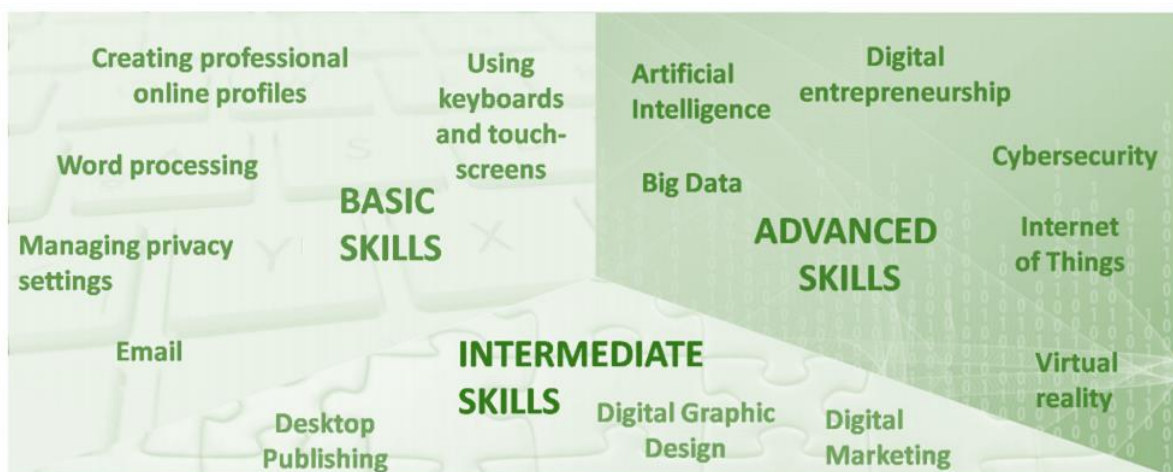 Creating professional
online profiles
Using
keyboards
and touch-
screens
Word processing
BASIC
SKILLS
Managing privacy
settings
Email
Artificial
Intelligence
Digital
entrepreneurship
Cybersecurity
Big Data
ADVANCED
SKILLS
Internet
of Things
Virtual
reality
INTERMEDIATE
SKILLS
Desktop
Publishing
Digital Graphic
Design
Digital
Marketing